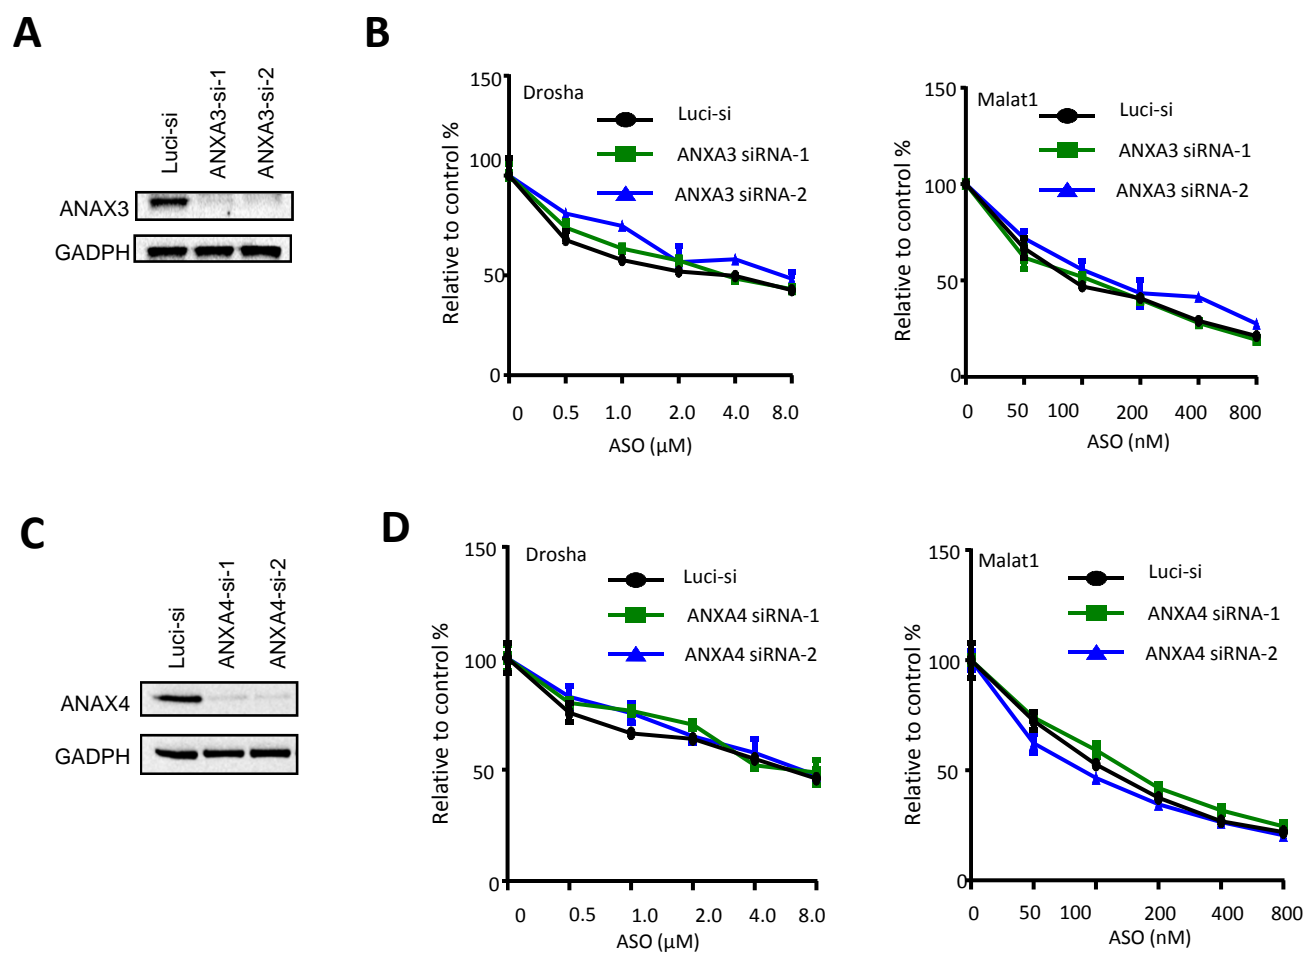 A
Luci-si
ANXA3-si-1
ANXA3-si-2
ANAX3
GADPH
B
Drosha
Luci-si
ANXA3 siRNA-1
ANXA3 siRNA-2
Relative to control %
150
100
50
0
0 0.5 1.0 2.0 4.0 8.0
ASO (μM)
Malat1
Luci-si
ANXA3 siRNA-1
ANXA3 siRNA-2
Relative to control %
150
100
50
0
0 50 100 200 400 800
ASO (nM)
C
Luci-si
ANXA4-si-1
ANXA4-si-2
ANAX4
GADPH
D
Drosha
Luci-si
ANXA4 siRNA-1
ANXA4 siRNA-2
Relative to control %
150
100
50
0
0 0.5 1.0 2.0 4.0 8.0
ASO (μM)
Malat1
Luci-si
ANXA4 siRNA-1
ANXA4 siRNA-2
Relative to control %
150
100
50
0
0 50 100 200 400 800
ASO (nM)